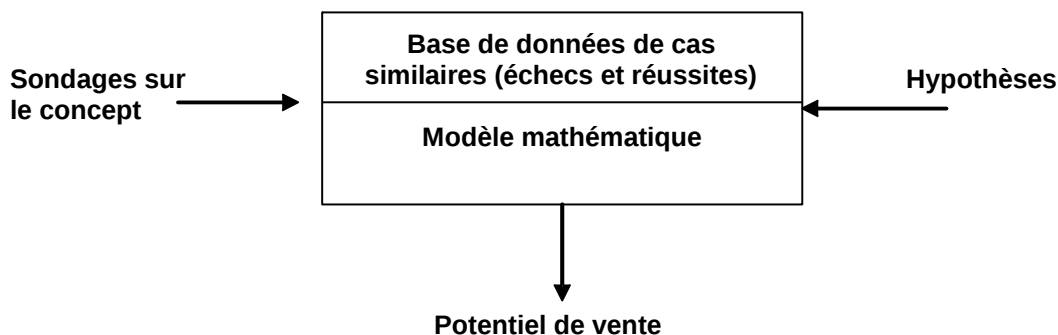 Base de données de cas
similaires (échecs et réussites)
Sondages sur
le concept
Hypothèses
Modèle mathématique
Potentiel de vente